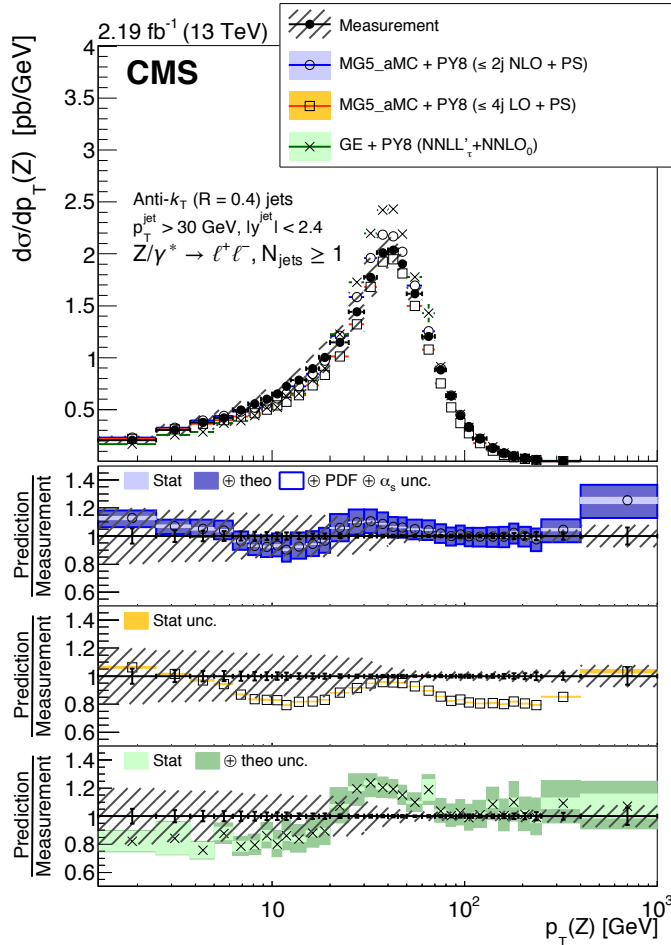 2.19 fb⁻¹ (13 TeV)
CMS
Measurement
MG5_aMC + PY8 (≤ 2j NLO + PS)
MG5_aMC + PY8 (≤ 4j LO + PS)
GE + PY8 (NNLL'_τ+NNLO₀)
dσ/dp_T(Z) [pb/GeV]
4
3.5
3
2.5
2
1.5
1
0.5
Anti-k_T (R = 0.4) jets
p_T^jet > 30 GeV, |y^jet| < 2.4
Z/γ* → ℓ⁺ℓ⁻, N_jets ≥ 1
Prediction
Measurement
1.4
1.2
1
0.8
0.6
Stat
⊕ theo
⊕ PDF ⊕ α_s unc.
Prediction
Measurement
1.2
1
0.8
0.6
Stat unc.
Prediction
Measurement
1.2
1
0.8
0.6
Stat
⊕ theo unc.
10
10²
10³
p_T(Z) [GeV]